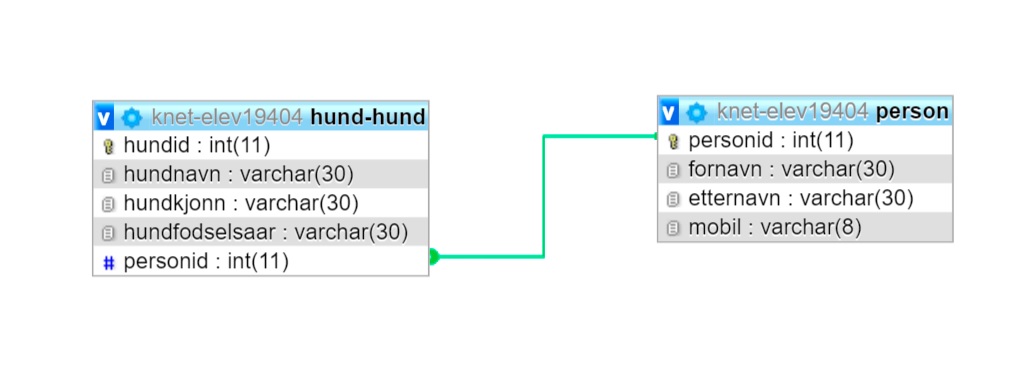 v knet-elev19404 hund-hund
hundid : int(11)
hundnavn : varchar(30)
hundkjonn : varchar(30)
hundfodselsaar : varchar(30)
# personid : int(11)
v knet-elev19404 person
personid : int(11)
fornavn : varchar(30)
etternavn : varchar(30)
mobil : varchar(8)